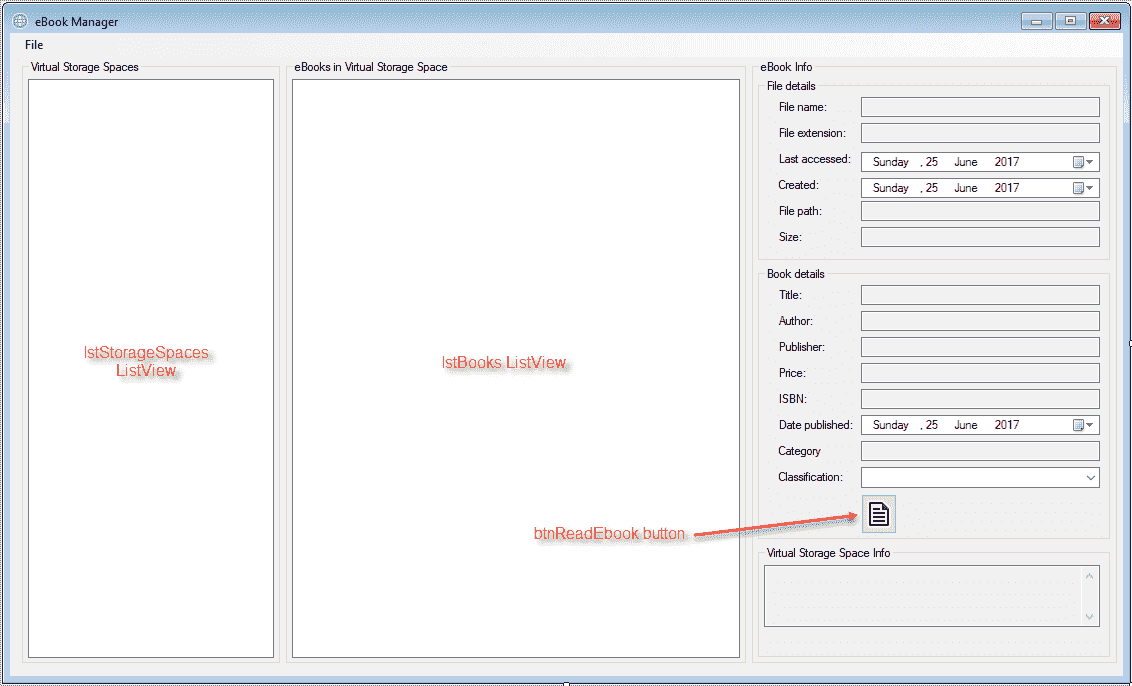 eBook Manager
File
Virtual Storage Spaces
lstStorageSpaces
ListView
eBooks in Virtual Storage Space
lstBooks ListView
eBook Info
File details
File name:
File extension:
Last accessed: Sunday , 25 June 2017
Created: Sunday , 25 June 2017
File path:
Size:
Book details
Title:
Author:
Publisher:
Price:
ISBN:
Date published: Sunday , 25 June 2017
Category
Classification:
btnReadEbook button
Virtual Storage Space Info